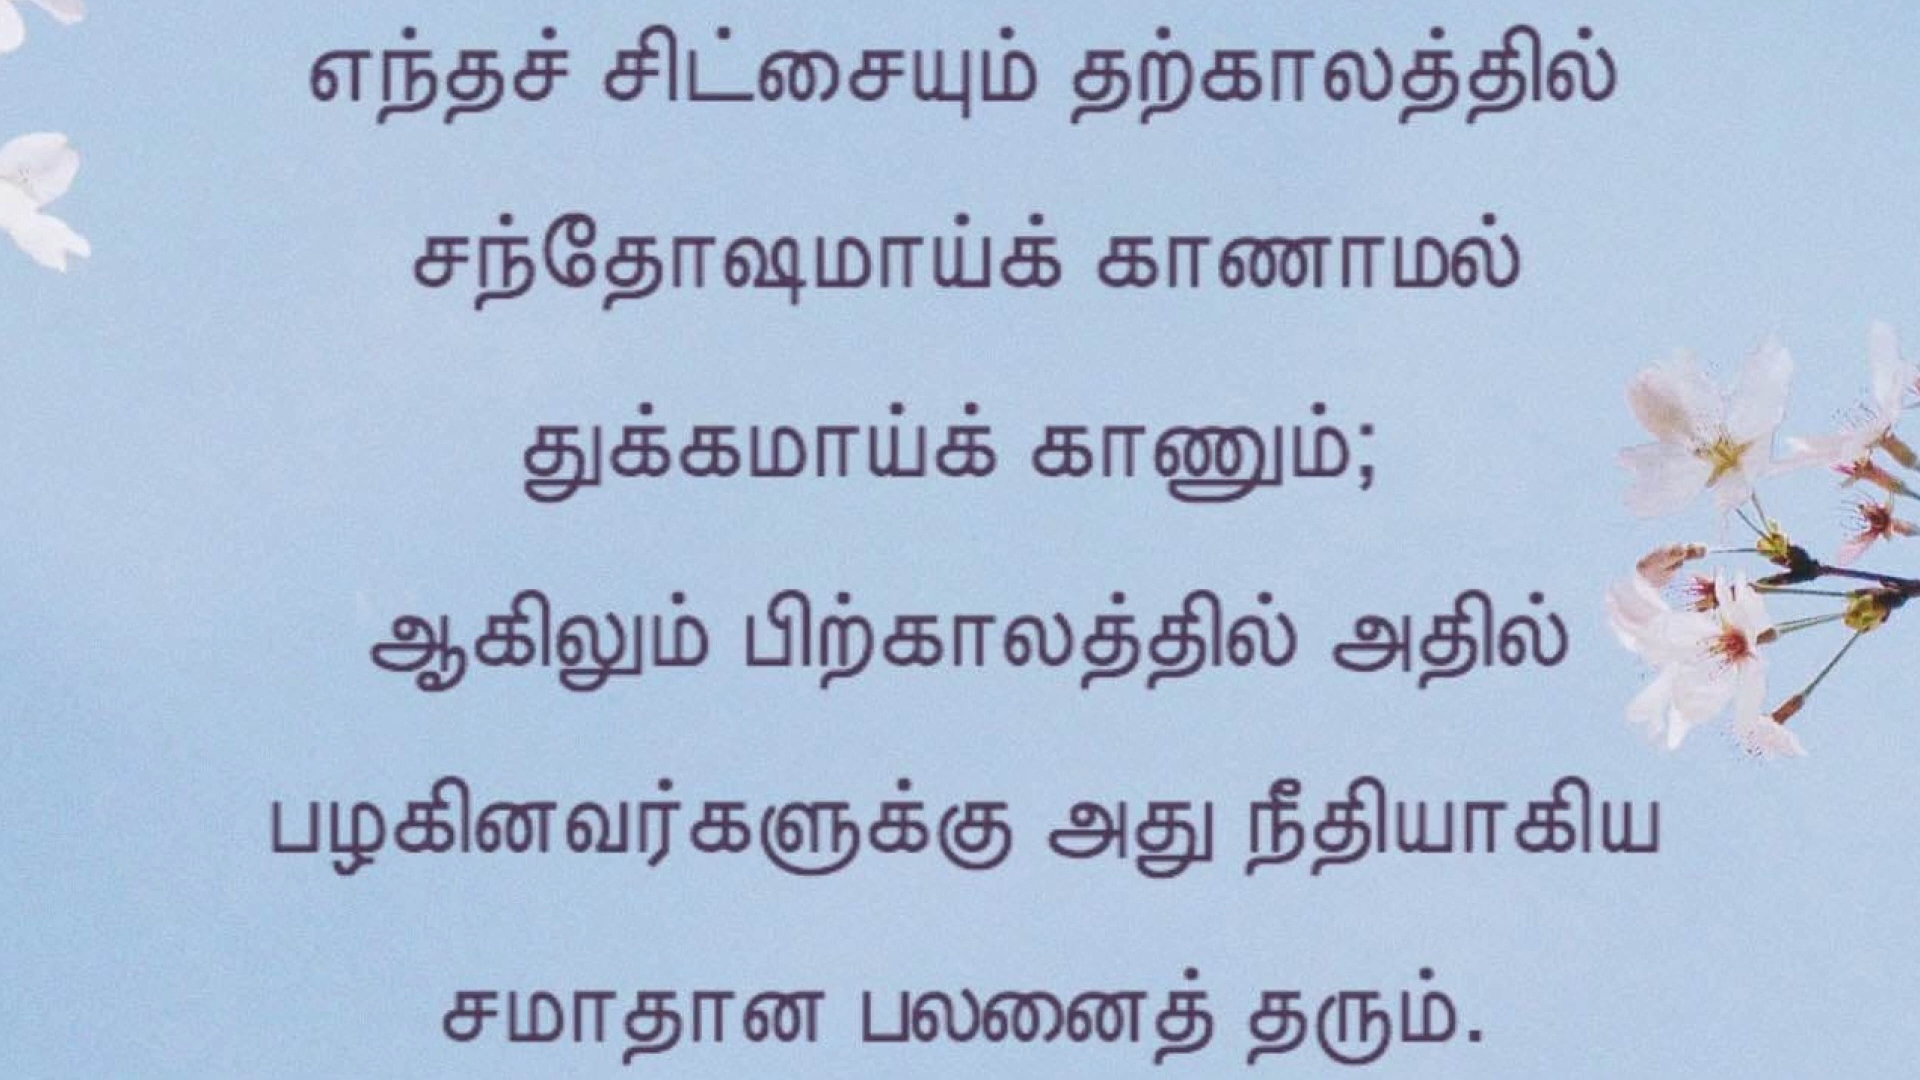 எந்தச் சிட்சையும் தற்காலத்தில்
சந்தோஷமாய்க் காணாமல்
துக்கமாய்க் காணும்;
ஆகிலும் பிற்காலத்தில் அதில்
பழகினவர்களுக்கு அது நீதியாகிய
சமாதான பலனைத் தரும்.